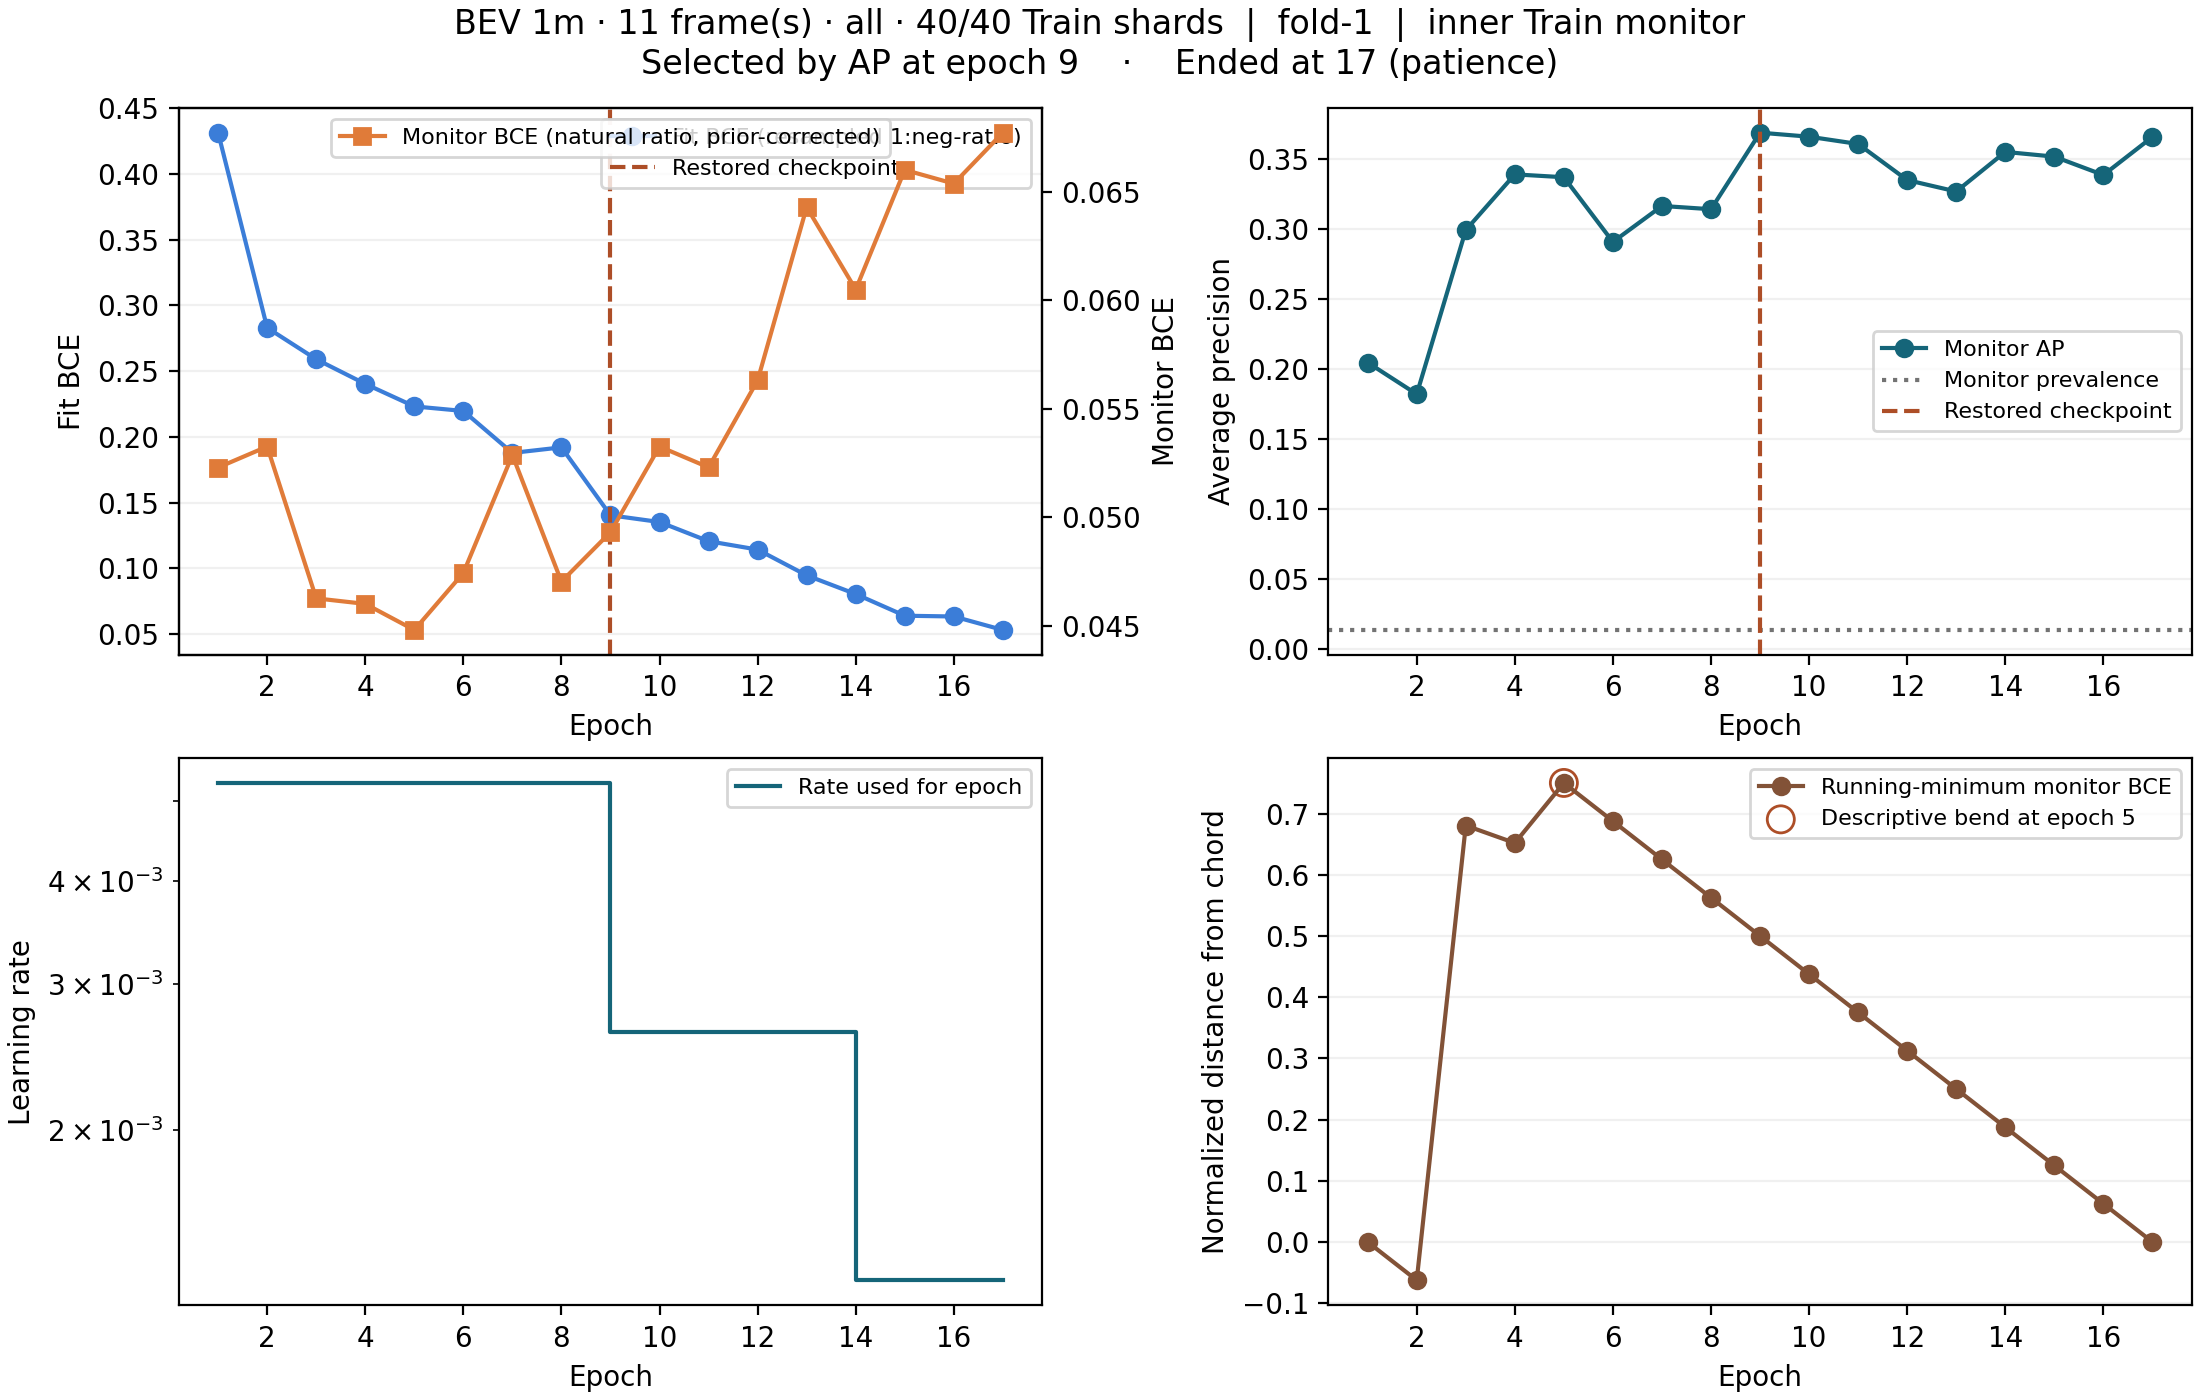 BEV 1m · 11 frame(s) · all · 40/40 Train shards | fold-1 | inner Train monitor
Selected by AP at epoch 9 · Ended at 17 (patience)
Monitor BCE (natural ratio, prior-corrected)
1:neg-ratio)
Restored checkpoint
0.45
0.40
0.35
0.30
0.25
0.20
0.15
0.10
0.05
Fit BCE
0.065
0.060
0.055
0.050
0.045
Monitor BCE
2 4 6 8 10 12 14 16
Epoch
0.35
0.30
0.25
0.20
0.15
0.10
0.05
0.00
Average precision
Monitor AP
Monitor prevalence
Restored checkpoint
2 4 6 8 10 12 14 16
Epoch
Rate used for epoch
4 × 10⁻³
3 × 10⁻³
2 × 10⁻³
Learning rate
2 4 6 8 10 12 14 16
Epoch
Running-minimum monitor BCE
Descriptive bend at epoch 5
0.7
0.6
0.5
0.4
0.3
0.2
0.1
0.0
−0.1
Normalized distance from chord
2 4 6 8 10 12 14 16
Epoch